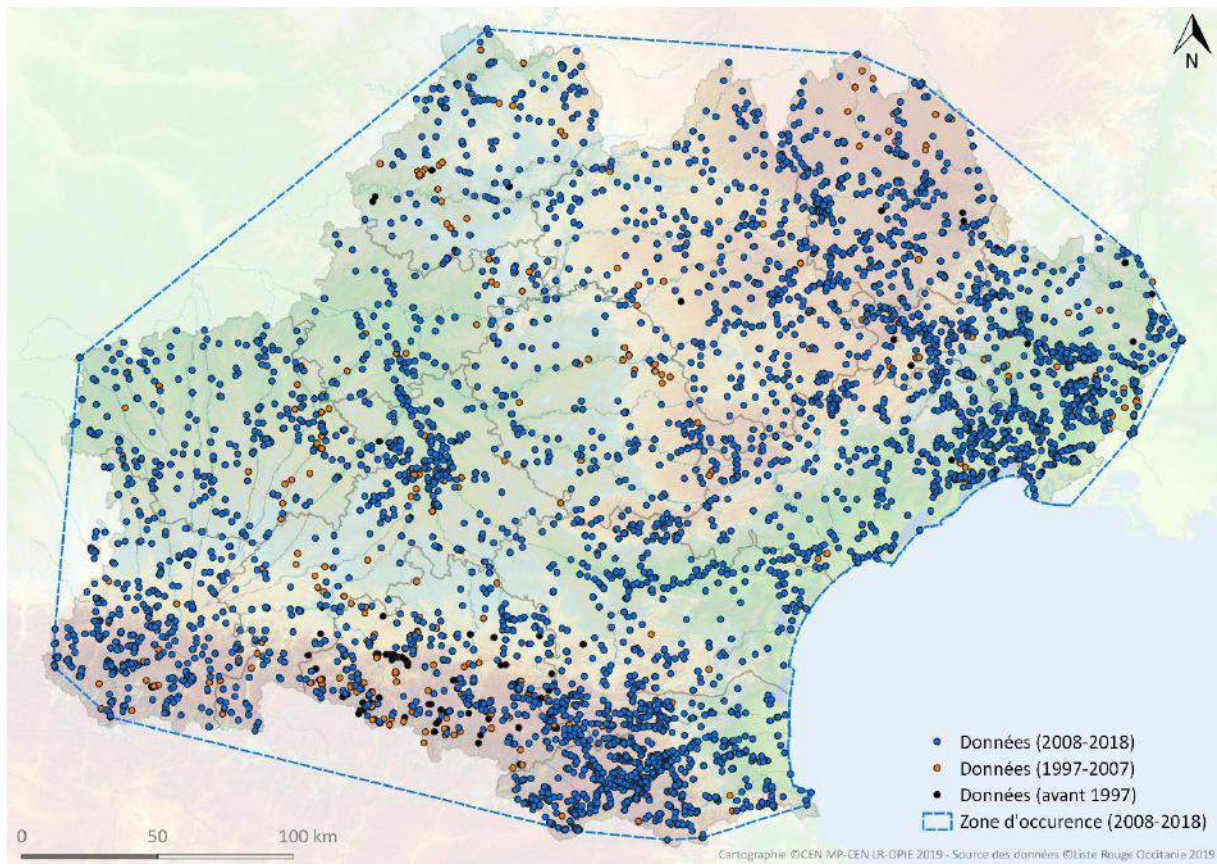 N
Données (2008-2018)
Données (1997-2007)
Données (avant 1997)
Zone d'occurence (2008-2018)
0 50 100 km
Cartographie ©CEN MP-CEN LR-OPIE 2019 - Source des données ©Liste Rouge Occitanie 2019